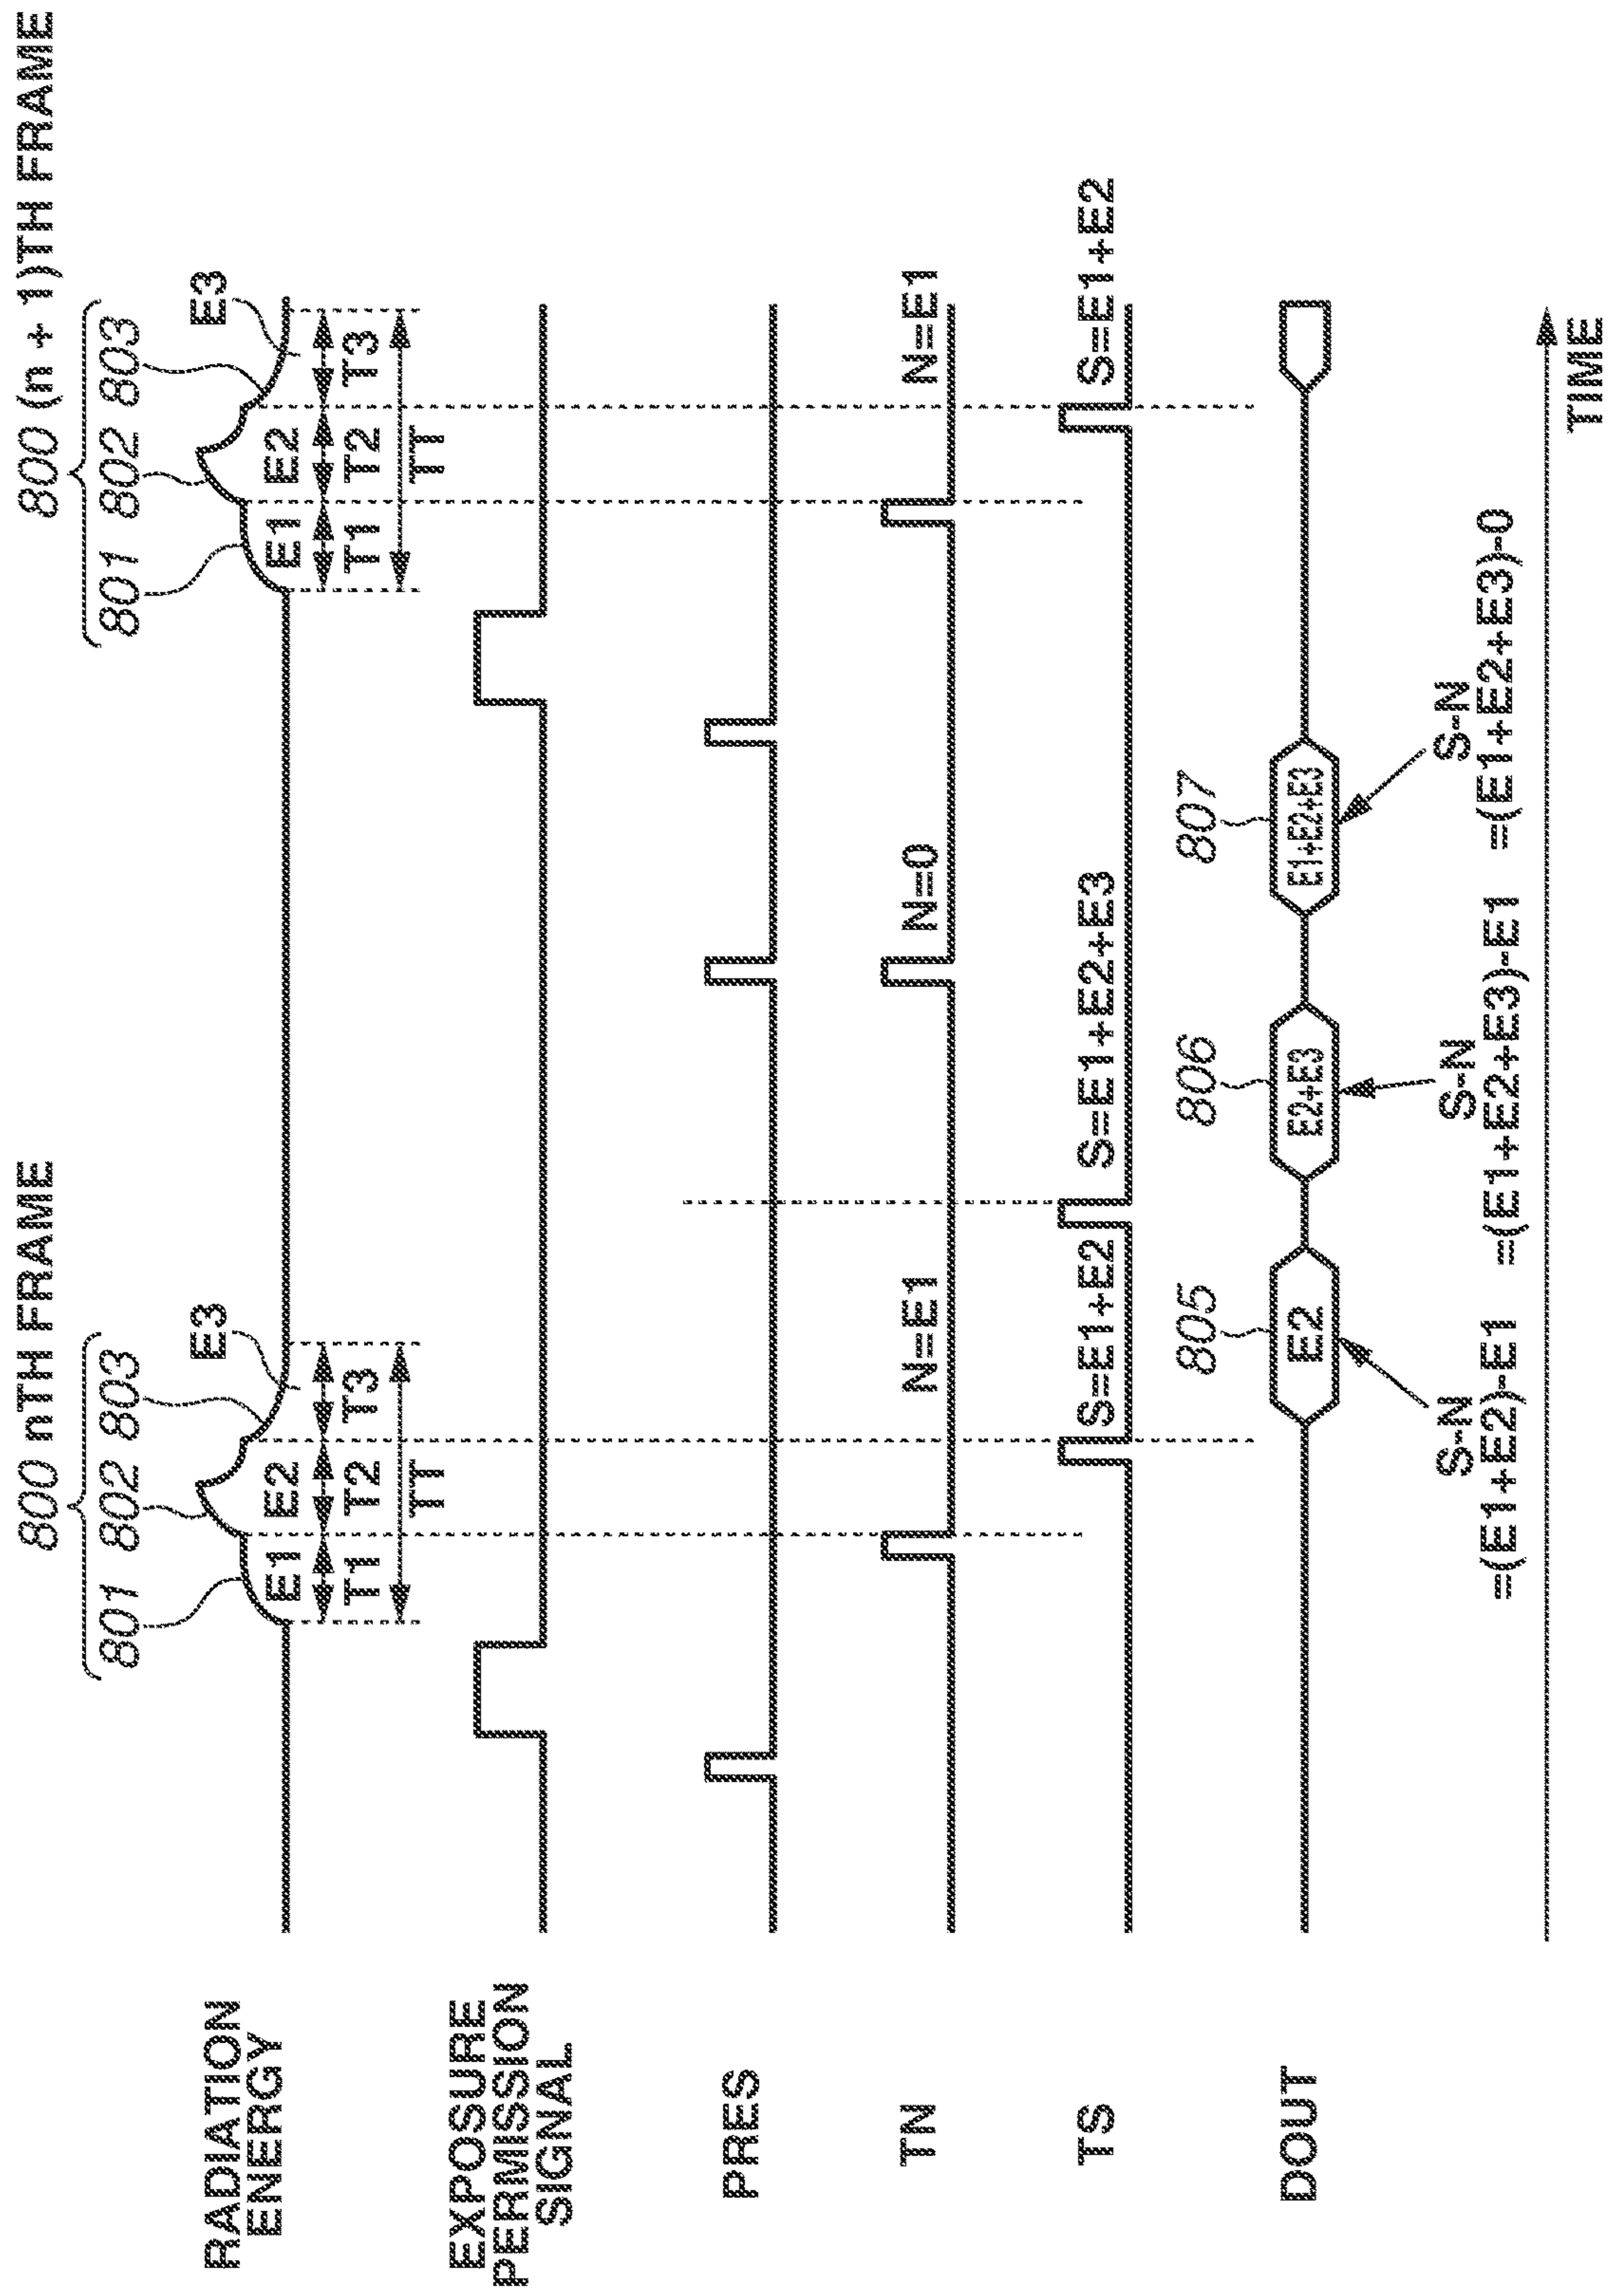 800 nTH FRAME
800 (n + 1)TH FRAME
801 802 803
E3
801 802 803
E3
RADIATION
ENERGY
E1 E2
T1 T2 T3
TT
E1 E2
T1 T2 T3
TT
EXPOSURE
PERMISSION
SIGNAL
PRES
TN
N=E1
N=0
N=E1
TS
S=E1+E2
S=E1+E2+E3
S=E1+E2
805
806
807
DOUT
E2
E2+E3
E1+E2+E3
S-N
=(E1+E2)-E1
S-N
=(E1+E2+E3)-E1
S-N
=(E1+E2+E3)-0
TIME